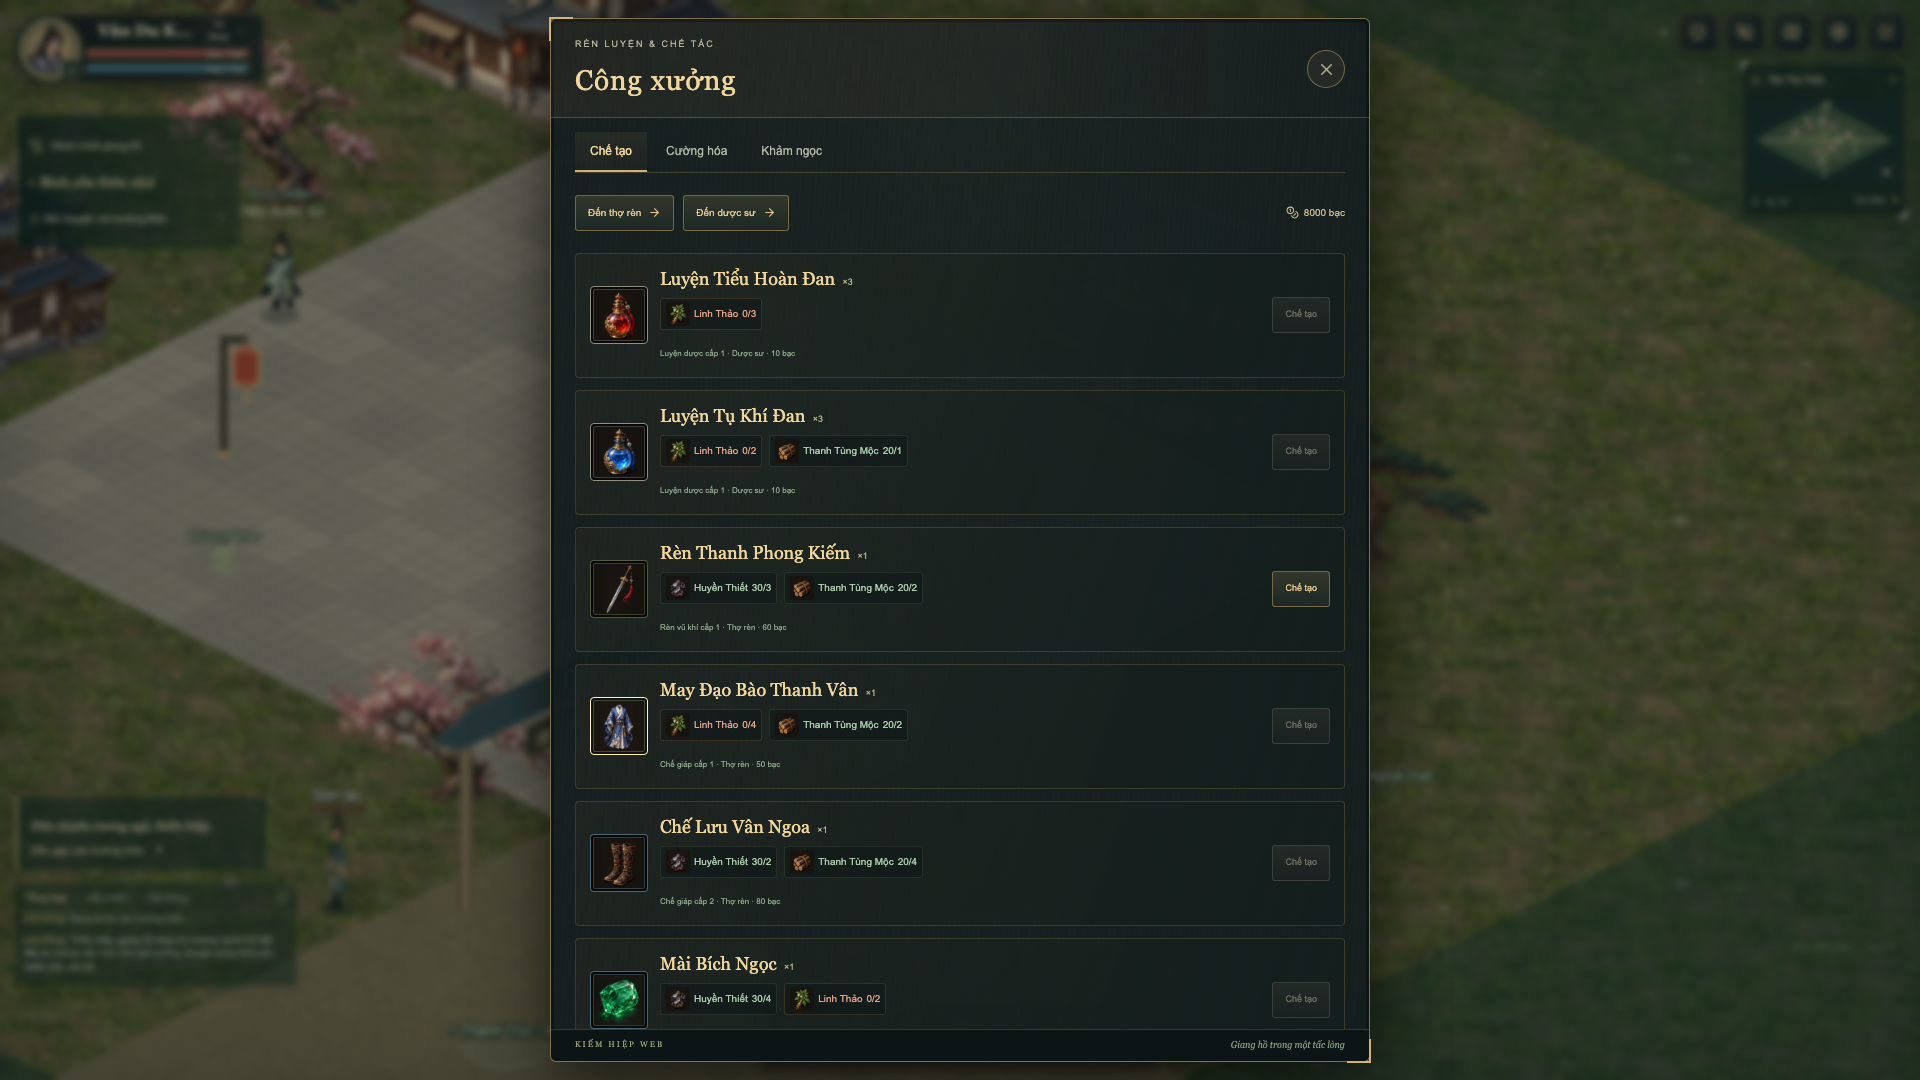 RÈN LUYỆN & CHẾ TÁC
Công xưởng
Chế tạo
Cường hóa
Khảm ngọc
Đến thợ rèn
Đến dược sư
8000 bạc
Luyện Tiểu Hoàn Đan ×3
Linh Thảo 0/3
Chế tạo
Luyện dược cấp 1 · Dược sư · 10 bạc
Luyện Tụ Khí Đan ×3
Linh Thảo 0/2
Thanh Tùng Mộc 20/1
Chế tạo
Luyện dược cấp 1 · Dược sư · 10 bạc
Rèn Thanh Phong Kiếm ×1
Huyền Thiết 30/3
Thanh Tùng Mộc 20/2
Chế tạo
Rèn vũ khí cấp 1 · Thợ rèn · 60 bạc
May Đạo Bào Thanh Vân ×1
Linh Thảo 0/4
Thanh Tùng Mộc 20/2
Chế tạo
Chế giáp cấp 1 · Thợ rèn · 50 bạc
Chế Lưu Vân Ngoa ×1
Huyền Thiết 30/2
Thanh Tùng Mộc 20/4
Chế tạo
Chế giáp cấp 2 · Thợ rèn · 80 bạc
Mài Bích Ngọc ×1
Huyền Thiết 30/4
Linh Thảo 0/2
Chế tạo
KIẾM HIỆP WEB
Giang hồ trong một tấc lòng